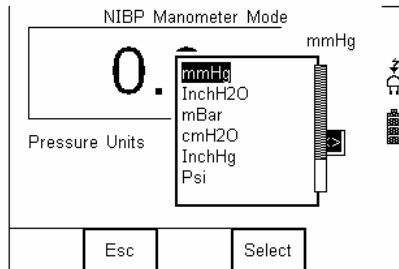 NIBP Manometer Mode
mmHg
0.
mmHg
InchH2O
mBar
cmH2O
InchHg
Psi
Pressure Units
<>
Esc
Select